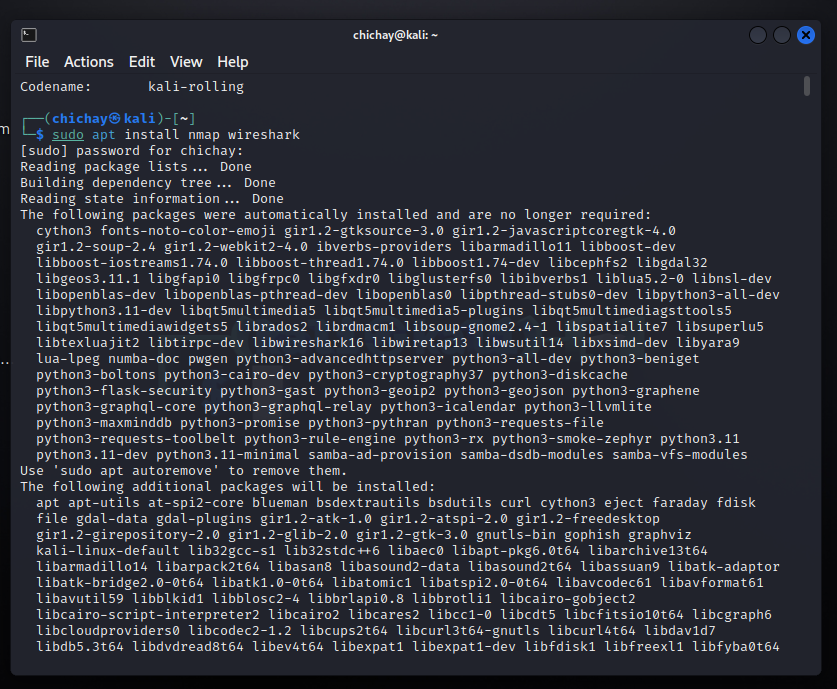 chichay@kali: ~
File Actions Edit View Help
Codename: kali-rolling
┌──(chichay㉿kali)-[~]
└─$ sudo apt install nmap wireshark
[sudo] password for chichay:
Reading package lists... Done
Building dependency tree... Done
Reading state information... Done
The following packages were automatically installed and are no longer required:
cython3 fonts-noto-color-emoji gir1.2-gtksource-3.0 gir1.2-javascriptcoregtk-4.0
gir1.2-soup-2.4 gir1.2-webkit2-4.0 ibverbs-providers libarmadillo11 libboost-dev
libboost-iostreams1.74.0 libboost-thread1.74.0 libboost1.74-dev libcephfs2 libgdal32
libgeos3.11.1 libgfapi0 libgfrpc0 libgfxdr0 libglusterfs0 libibverbs1 liblua5.2-0 libnsl-dev
libopenblas-dev libopenblas-pthread-dev libopenblas0 libpthread-stubs0-dev libpython3-all-dev
libpython3.11-dev libqt5multimedia5 libqt5multimedia5-plugins libqt5multimediagsttools5
libqt5multimediawidgets5 librados2 librdmacm1 libsoup-gnome2.4-1 libspatialite7 libsuperlu5
libtexluajit2 libtirpc-dev libwireshark16 libwiretap13 libwsutil14 libxsimd-dev libyara9
lua-lpeg numba-doc pwgen python3-advancedhttpserver python3-all-dev python3-beniget
python3-boltons python3-cairo-dev python3-cryptography37 python3-diskcache
python3-flask-security python3-gast python3-geoip2 python3-geojson python3-graphene
python3-graphql-core python3-graphql-relay python3-icalendar python3-llvmlite
python3-maxminddb python3-promise python3-pythran python3-requests-file
python3-requests-toolbelt python3-rule-engine python3-rx python3-smoke-zephyr python3.11
python3.11-dev python3.11-minimal samba-ad-provision samba-dsdb-modules samba-vfs-modules
Use 'sudo apt autoremove' to remove them.
The following additional packages will be installed:
apt apt-utils at-spi2-core blueman bsdextrautils bsdutils curl cython3 eject faraday fdisk
file gdal-data gdal-plugins gir1.2-atk-1.0 gir1.2-atspi-2.0 gir1.2-freedesktop
gir1.2-girepository-2.0 gir1.2-glib-2.0 gir1.2-gtk-3.0 gnutls-bin gophish graphviz
kali-linux-default lib32gcc-s1 lib32stdc++6 libaec0 libapt-pkg6.0t64 libarchive13t64
libarmadillo14 libarpack2t64 libasan8 libasound2-data libasound2t64 libassuan9 libatk-adaptor
libatk-bridge2.0-0t64 libatk1.0-0t64 libatomic1 libatspi2.0-0t64 libavcodec61 libavformat61
libavutil59 libblkid1 libblosc2-4 libbrlapi0.8 libbrotli1 libcairo-gobject2
libcairo-script-interpreter2 libcairo2 libcares2 libcc1-0 libcdt5 libcfitsio10t64 libcgraph6
libcloudproviders0 libcodec2-1.2 libcups2t64 libcurl3t64-gnutls libcurl4t64 libdav1d7
libdb5.3t64 libdvdread8t64 libev4t64 libexpat1 libexpat1-dev libfdisk1 libfreexl1 libfyba0t64